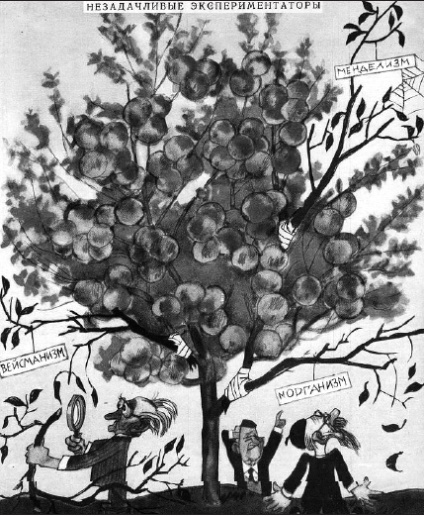 НЕЗАДАЧЛИВЫЕ ЭКСПЕРИМЕНТАТОРЫ
МЕНДЕЛИЗМ
ВЕЙСМАНИЗМ
МОРГАНИЗМ